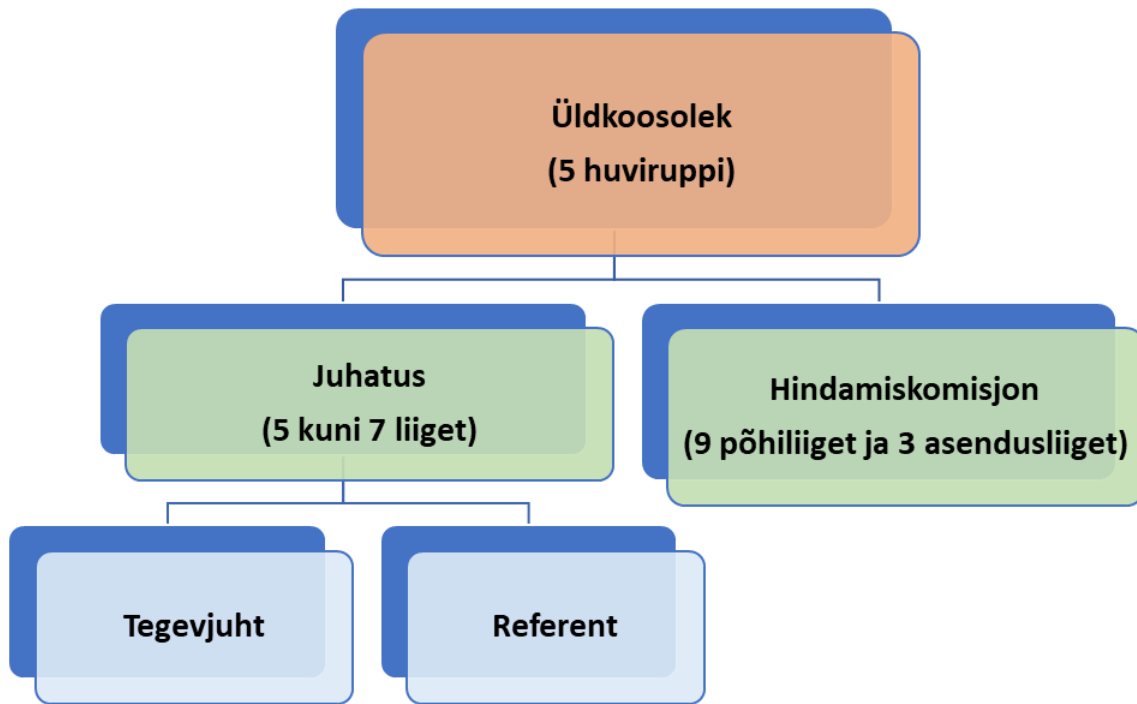 Üldkoosolek
(5 huviruppi)
Juhatus
(5 kuni 7 liiget)
Hindamiskomisjon
(9 põhiliiget ja 3 asendusliiget)
Tegevjuht
Referent